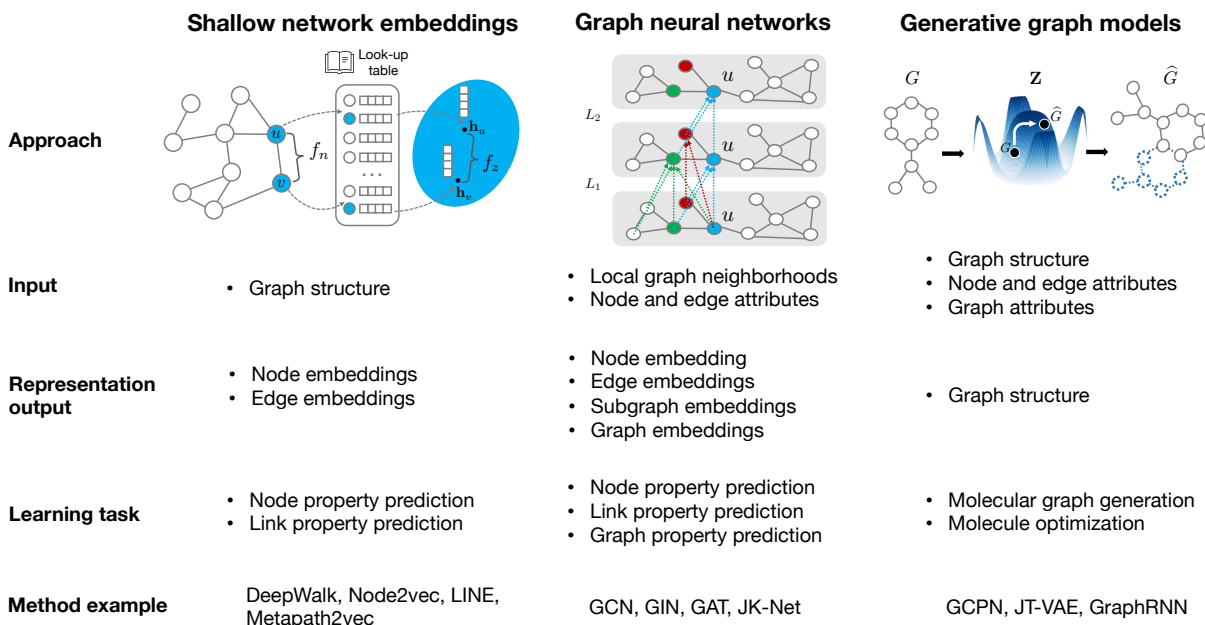 Shallow network embeddings
Graph neural networks
Generative graph models
Approach
Look-up
table
u
v
f_n
...
h_u
h_v
f_z
u
L_2
u
L_1
u
G
Z
Ĝ
G
Ĝ
Input
• Graph structure
• Local graph neighborhoods
• Node and edge attributes
• Graph structure
• Node and edge attributes
• Graph attributes
Representation
output
• Node embeddings
• Edge embeddings
• Node embedding
• Edge embeddings
• Subgraph embeddings
• Graph embeddings
• Graph structure
Learning task
• Node property prediction
• Link property prediction
• Node property prediction
• Link property prediction
• Graph property prediction
• Molecular graph generation
• Molecule optimization
Method example
DeepWalk, Node2vec, LINE,
Metapath2vec
GCN, GIN, GAT, JK-Net
GCPN, JT-VAE, GraphRNN